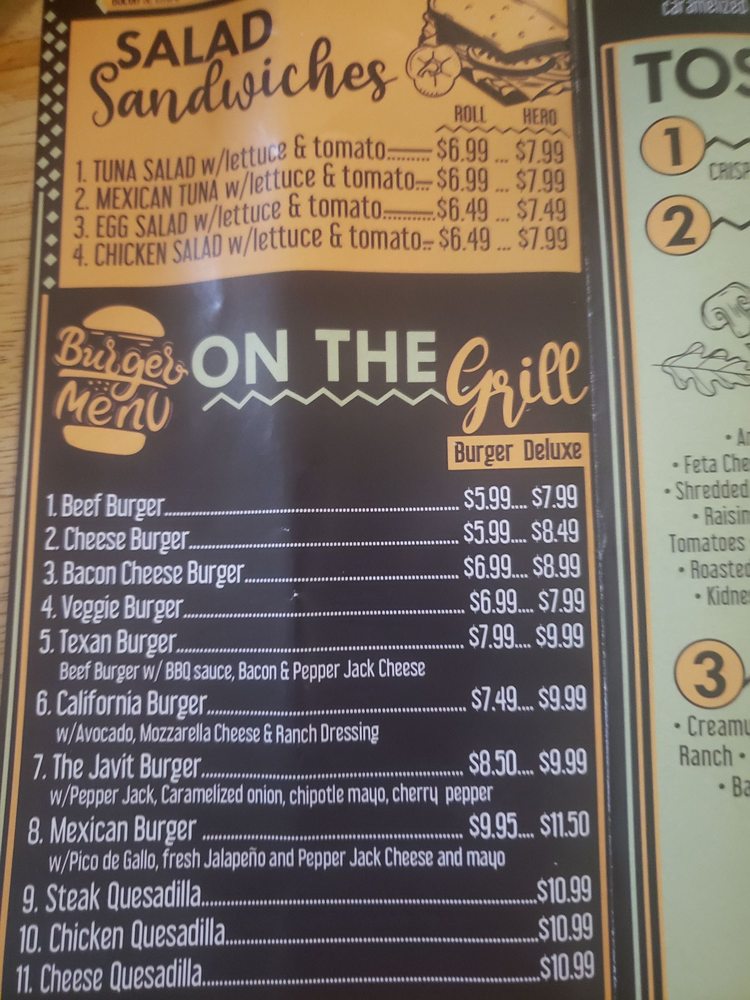 caramelized
SALAD
Sandwiches
ROLL HERO
1. TUNA SALAD w/lettuce & tomato........ $6.99 ... $7.99
2. MEXICAN TUNA w/lettuce & tomato... $6.99 ... $7.99
3. EGG SALAD w/lettuce & tomato......... $6.49 ... $7.49
4. CHICKEN SALAD w/lettuce & tomato.. $6.49 ... $7.99
Burger
Menu
ON THE Grill
Burger Deluxe
1. Beef Burger.......... $5.99.... $7.99
2. Cheese Burger.......... $5.99.... $8.49
3. Bacon Cheese Burger.......... $6.99.... $8.99
4. Veggie Burger.......... $6.99.... $7.99
5. Texan Burger.......... $7.99.... $9.99
Beef Burger w/ BBQ sauce, Bacon & Pepper Jack Cheese
6. California Burger.......... $7.49.... $9.99
w/Avocado, Mozzarella Cheese & Ranch Dressing
7. The Javit Burger.......... $8.50.... $9.99
w/Pepper Jack, Caramelized onion, chipotle mayo, cherry pepper
8. Mexican Burger .......... $9.95.... $11.50
w/Pico de Gallo, fresh Jalapeño and Pepper Jack Cheese and mayo
9. Steak Quesadilla..........$10.99
10. Chicken Quesadilla..........$10.99
11. Cheese Quesadilla..........$10.99
TOS
1
CRISP
2
• Feta Che
• Shredded
• Raisin
Tomatoes
• Roasted
• Kidne
3
• Creamy
Ranch •
• Ba